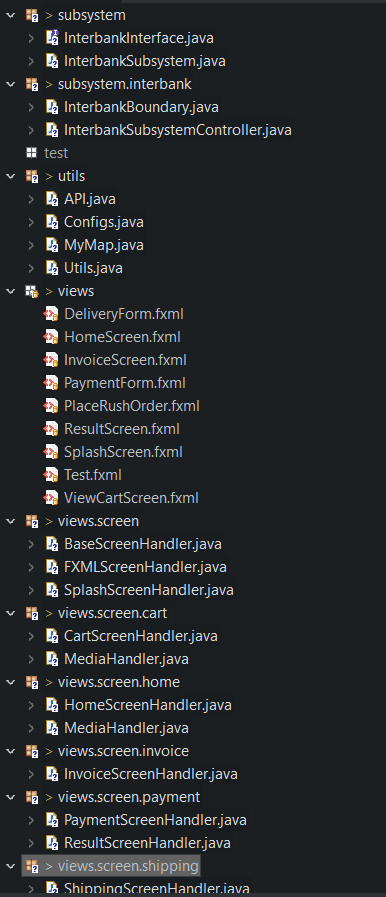 > subsystem
InterbankInterface.java
InterbankSubsystem.java
> subsystem.interbank
InterbankBoundary.java
InterbankSubsystemController.java
test
> utils
API.java
Configs.java
MyMap.java
Utils.java
> views
DeliveryForm.fxml
HomeScreen.fxml
InvoiceScreen.fxml
PaymentForm.fxml
PlaceRushOrder.fxml
ResultScreen.fxml
SplashScreen.fxml
Test.fxml
ViewCartScreen.fxml
> views.screen
BaseScreenHandler.java
FXMLScreenHandler.java
SplashScreenHandler.java
> views.screen.cart
CartScreenHandler.java
MediaHandler.java
> views.screen.home
HomeScreenHandler.java
MediaHandler.java
> views.screen.invoice
InvoiceScreenHandler.java
> views.screen.payment
PaymentScreenHandler.java
ResultScreenHandler.java
> views.screen.shipping
ShippingScreenHandler.java